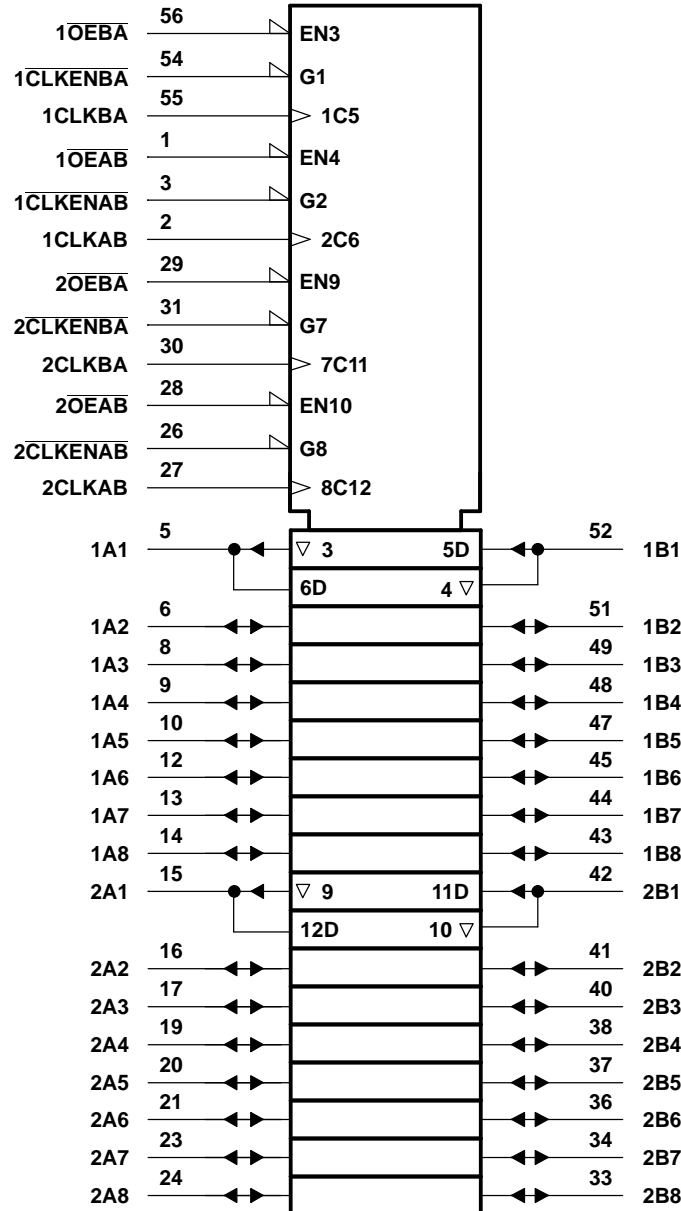 56
1OEBA EN3
54
1CLKENBA G1
55
1CLKBA 1C5
1
1OEAB EN4
3
1CLKENAB G2
2
1CLKAB 2C6
29
2OEBA EN9
31
2CLKENBA G7
30
2CLKBA 7C11
28
2OEAB EN10
26
2CLKENAB G8
27
2CLKAB 8C12
5 52
1A1 ▽ 3 5D 1B1
6D 4 ▽
6 51
1A2 1B2
8 49
1A3 1B3
9 48
1A4 1B4
10 47
1A5 1B5
12 45
1A6 1B6
13 44
1A7 1B7
14 43
1A8 1B8
15 42
2A1 ▽ 9 11D 2B1
12D 10 ▽
16 41
2A2 2B2
17 40
2A3 2B3
19 38
2A4 2B4
20 37
2A5 2B5
21 36
2A6 2B6
23 34
2A7 2B7
24 33
2A8 2B8